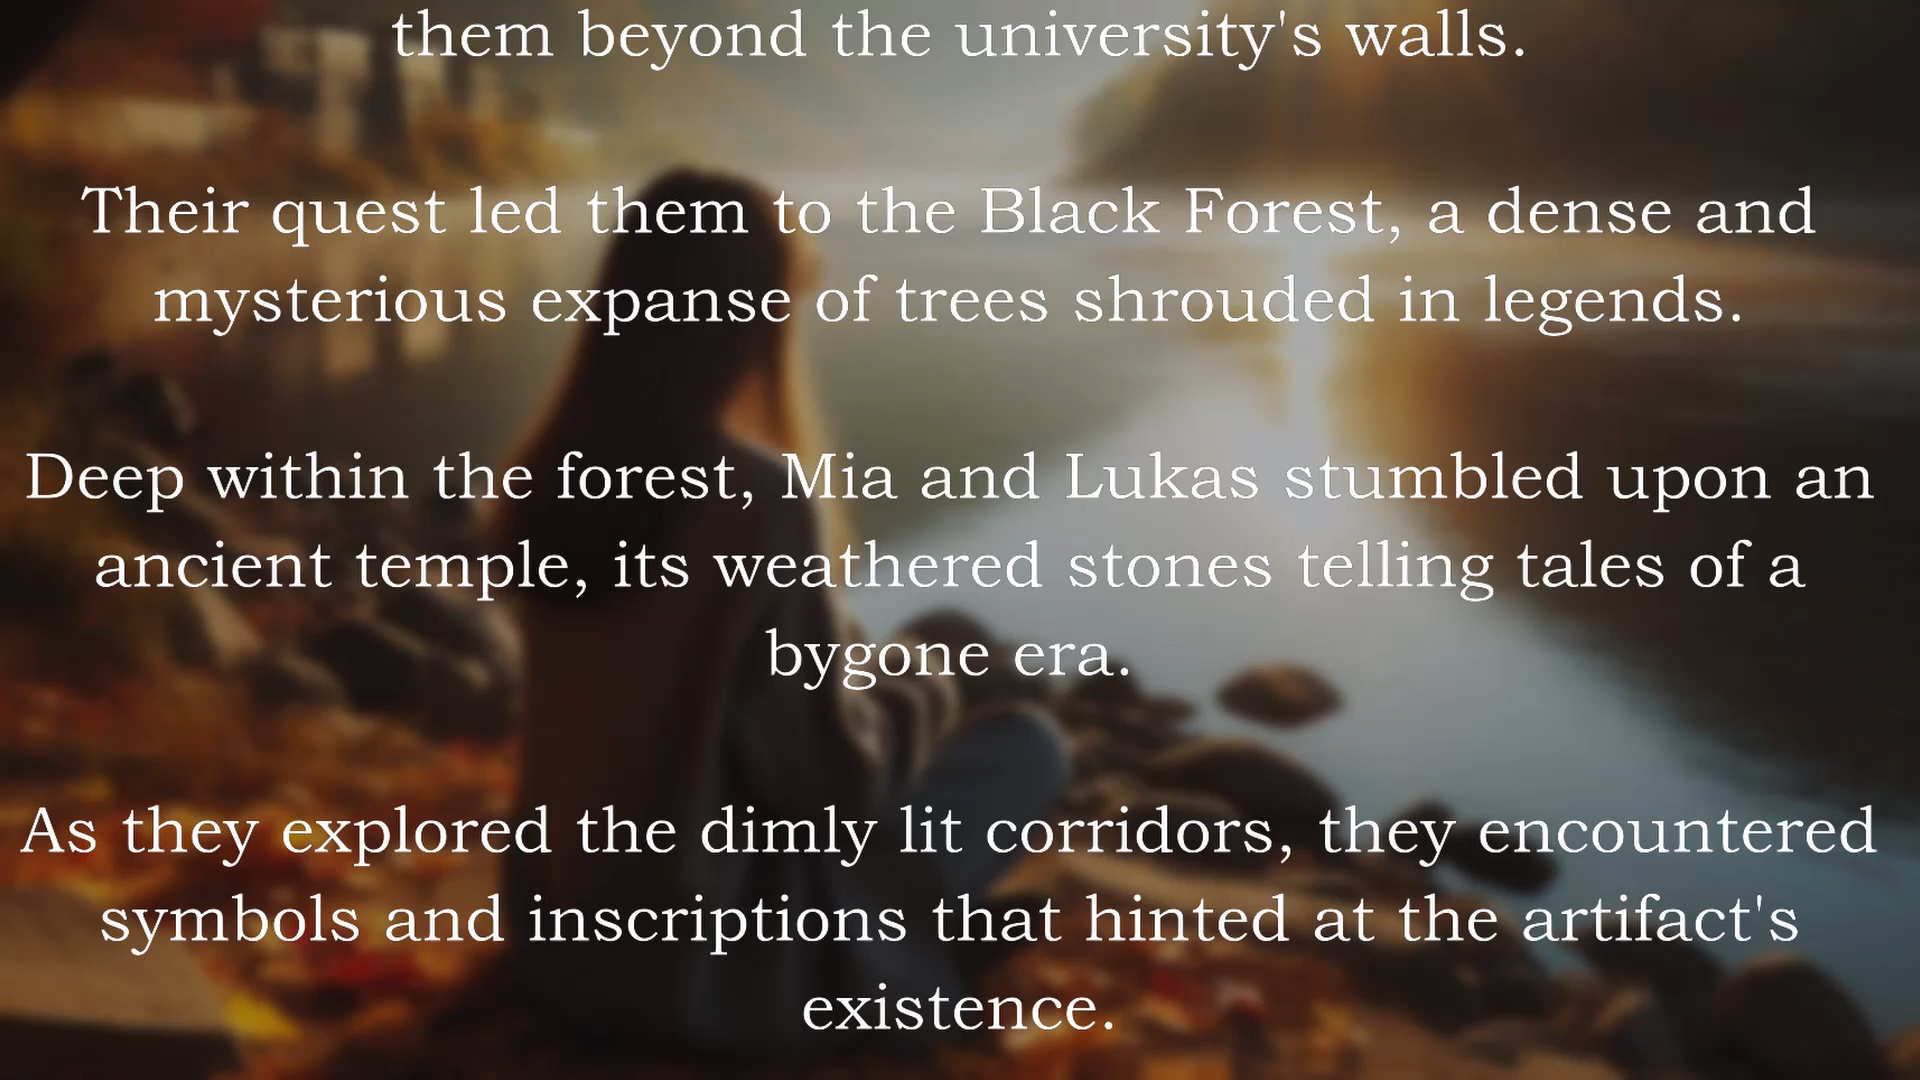 them beyond the university's walls.
Their quest led them to the Black Forest, a dense and
mysterious expanse of trees shrouded in legends.
Deep within the forest, Mia and Lukas stumbled upon an
ancient temple, its weathered stones telling tales of a
bygone era.
As they explored the dimly lit corridors, they encountered
symbols and inscriptions that hinted at the artifact's
existence.